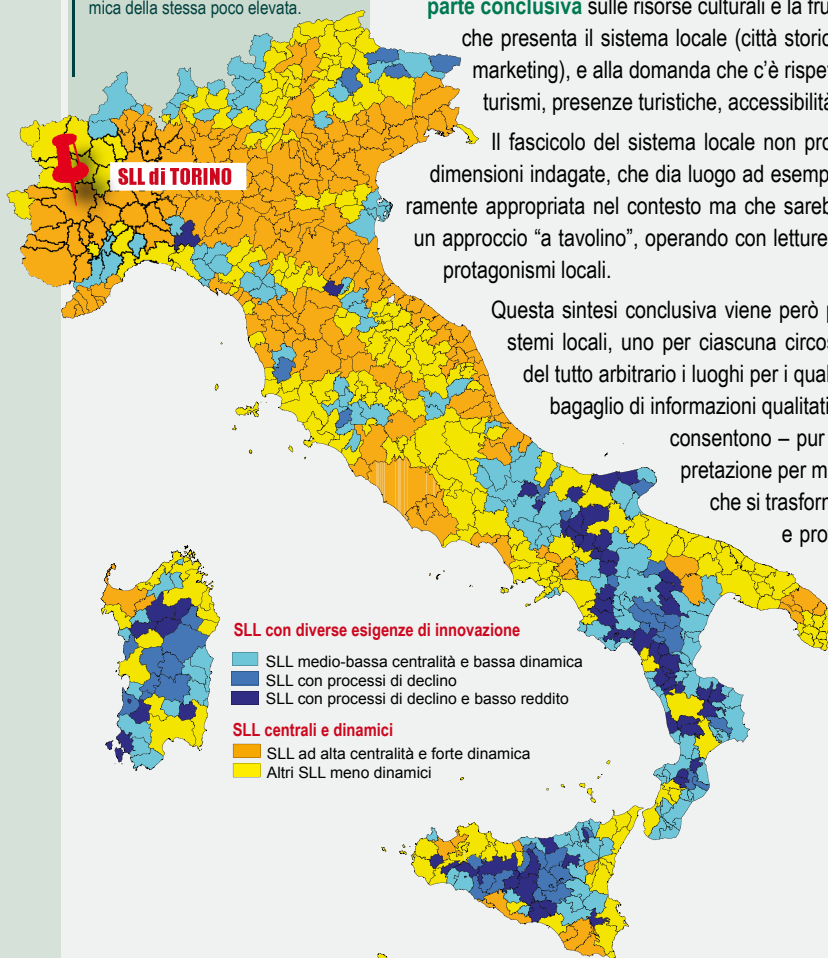 mica della stessa poco elevata.
parte conclusiva sulle risorse culturali e la fru
che presenta il sistema locale (città storic
marketing), e alla domanda che c'è rispe
turismi, presenze turistiche, accessibilità
Il fascicolo del sistema locale non pro
dimensioni indagate, che dia luogo ad esemp
ramente appropriata nel contesto ma che sareb
un approccio “a tavolino”, operando con letture
protagonismi locali.
Questa sintesi conclusiva viene però p
stemi locali, uno per ciascuna circos
del tutto arbitrario i luoghi per i qual
bagaglio di informazioni qualitati
consentono – pur
pretazione per m
che si trasforn
e pro
SLL di TORINO
SLL con diverse esigenze di innovazione
SLL medio-bassa centralità e bassa dinamica
SLL con processi di declino
SLL con processi di declino e basso reddito
SLL centrali e dinamici
SLL ad alta centralità e forte dinamica
Altri SLL meno dinamici